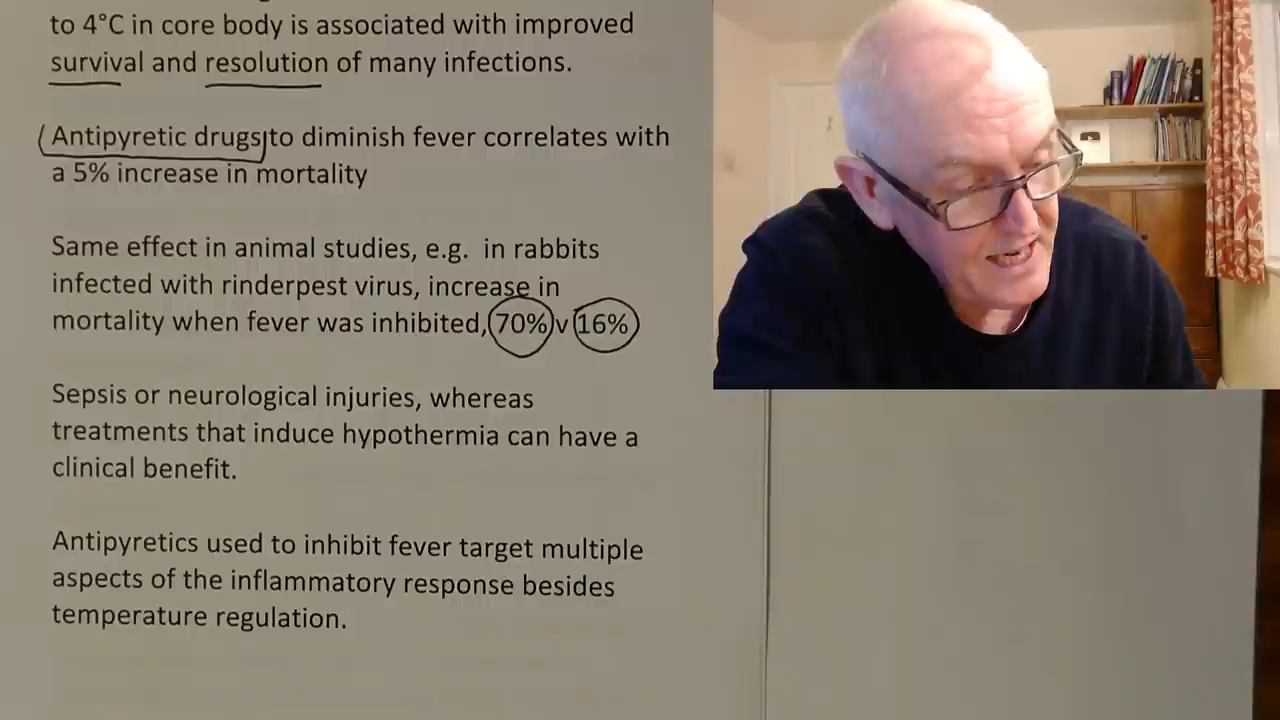 to 4°C in core body is associated with improved
survival and resolution of many infections.
Antipyretic drugs to diminish fever correlates with
a 5% increase in mortality
Same effect in animal studies, e.g. in rabbits
infected with rinderpest virus, increase in
mortality when fever was inhibited, 70% v 16%
Sepsis or neurological injuries, whereas
treatments that induce hypothermia can have a
clinical benefit.
Antipyretics used to inhibit fever target multiple
aspects of the inflammatory response besides
temperature regulation.